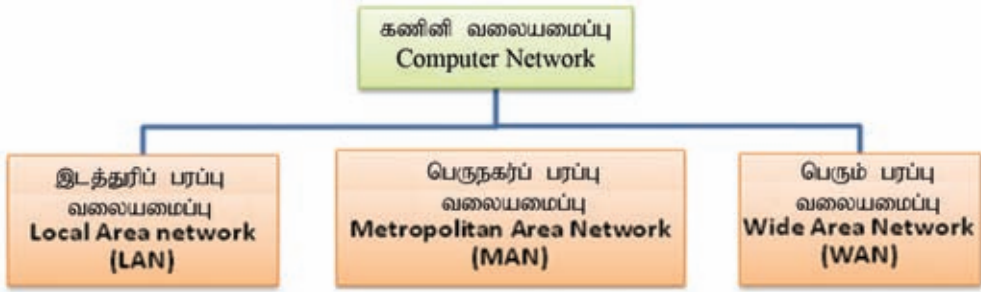 கணினி வலையமைப்பு
Computer Network
இடத்துரிப் பரப்பு
வலையமைப்பு
Local Area network
(LAN)
பெருநகர்ப் பரப்பு
வலையமைப்பு
Metropolitan Area Network
(MAN)
பெரும் பரப்பு
வலையமைப்பு
Wide Area Network
(WAN)